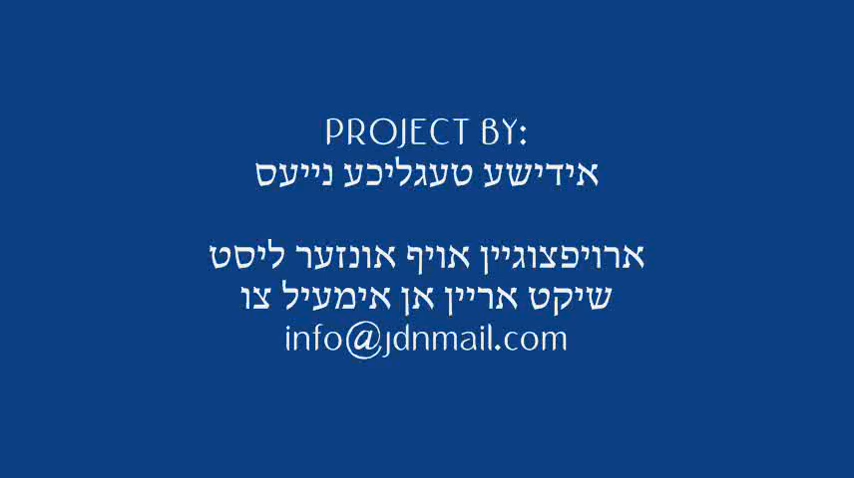 PROJECT BY:
אידישע טעגליכע נייעס
ארויפצוגיין אויף אונזער ליסט
שיקט אריין אן אימעיל צו
info@jdnmail.com